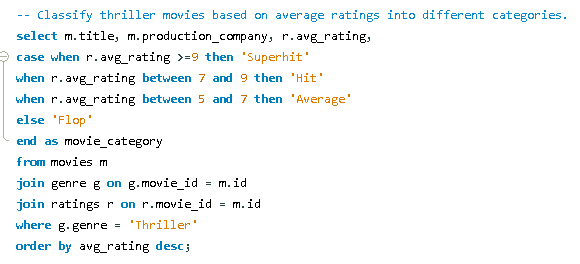 -- Classify thriller movies based on average ratings into different categories.
select m.title, m.production_company, r.avg_rating,
case when r.avg_rating >=9 then 'Superhit'
when r.avg_rating between 7 and 9 then 'Hit'
when r.avg_rating between 5 and 7 then 'Average'
else 'Flop'
end as movie_category
from movies m
join genre g on g.movie_id = m.id
join ratings r on r.movie_id = m.id
where g.genre = 'Thriller'
order by avg_rating desc;